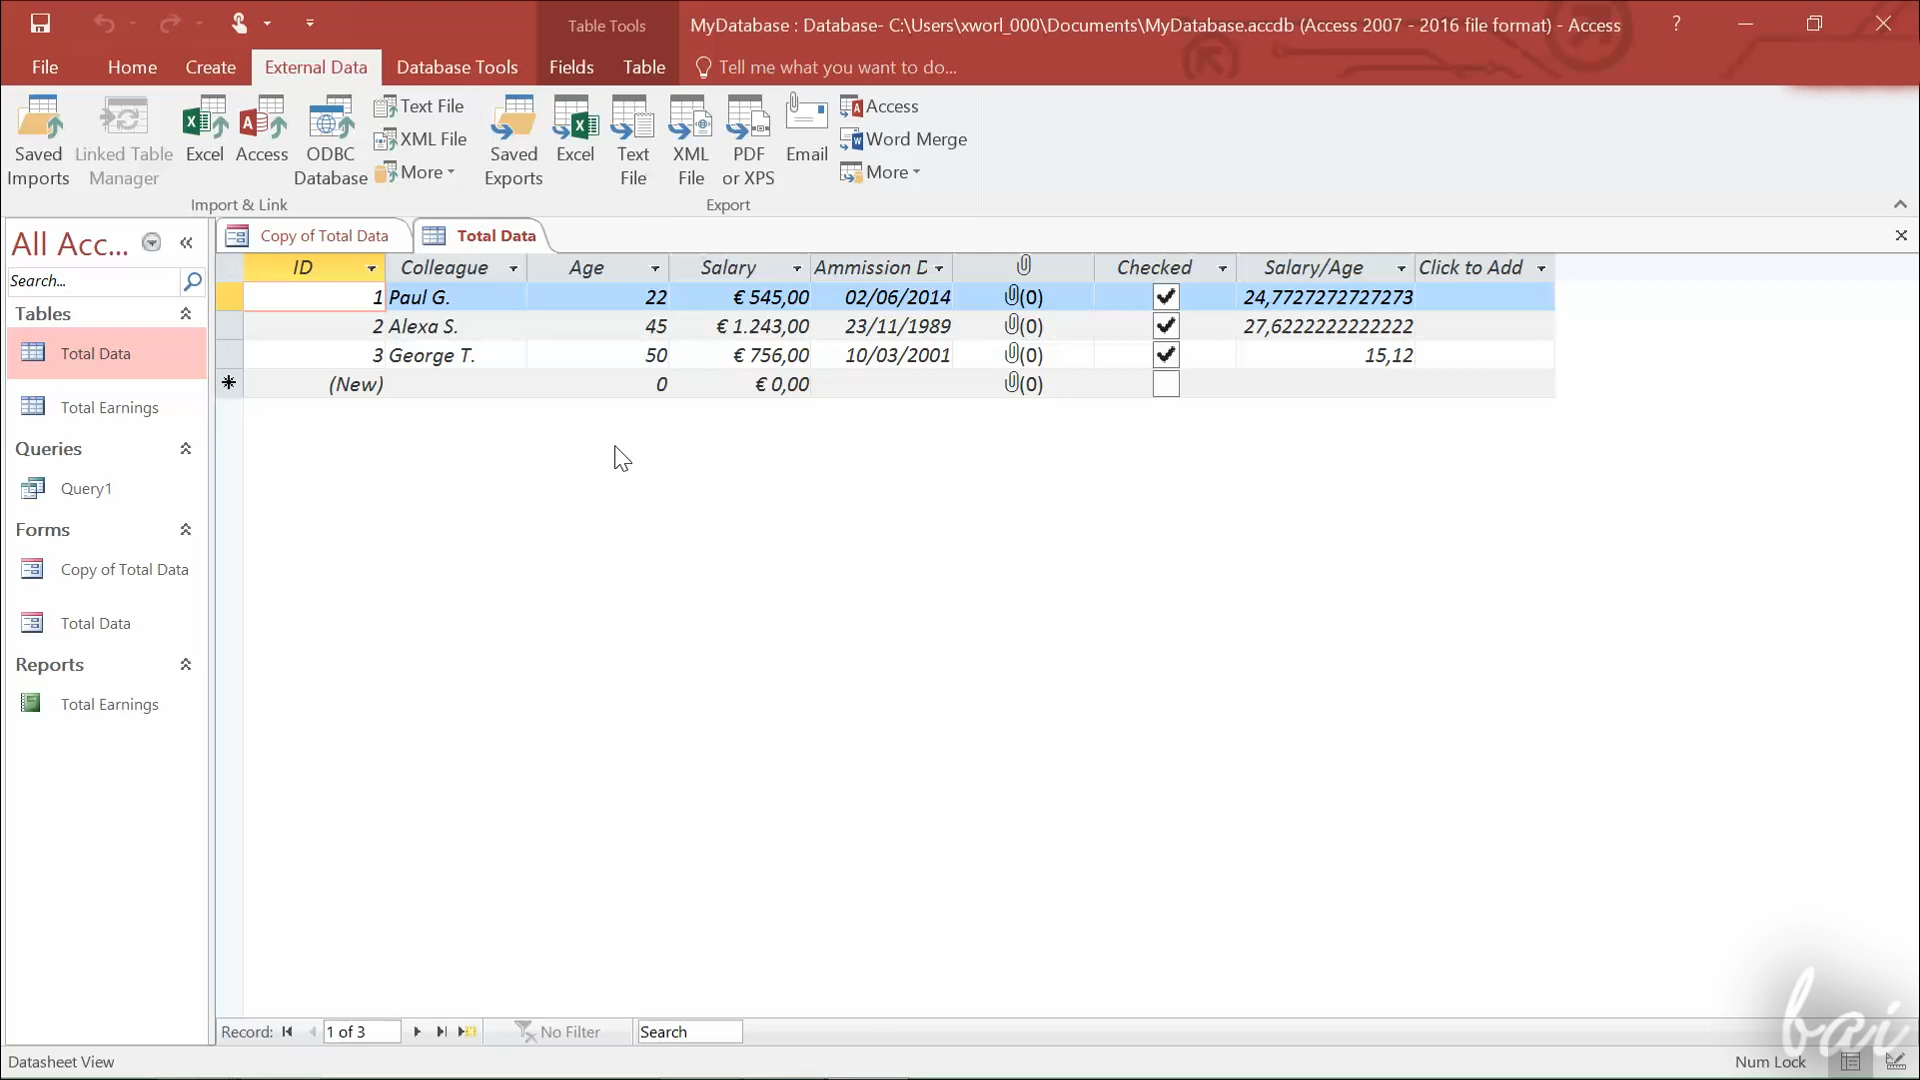 Table Tools
MyDatabase : Database- C:\Users\xworl_000\Documents\MyDatabase.accdb (Access 2007 - 2016 file format) - Access
?
File Home Create External Data Database Tools Fields Table Tell me what you want to do...
Saved Imports
Linked Table Manager
Excel
Access
ODBC Database
Text File
XML File
More
Import & Link
Saved Exports
Excel
Text File
XML File
PDF or XPS
Email
Access
Word Merge
More
Export
All Acc...
Search...
Tables
Total Data
Total Earnings
Queries
Query1
Forms
Copy of Total Data
Total Data
Reports
Total Earnings
Copy of Total Data Total Data
ID Colleague Age Salary Ammission D Checked Salary/Age Click to Add
1 Paul G. 22 € 545,00 02/06/2014 (0) 24,7727272727273
2 Alexa S. 45 € 1.243,00 23/11/1989 (0) 27,6222222222222
3 George T. 50 € 756,00 10/03/2001 (0) 15,12
(New) 0 € 0,00 (0)
Record: 1 of 3 No Filter Search
Datasheet View Num Lock
bai